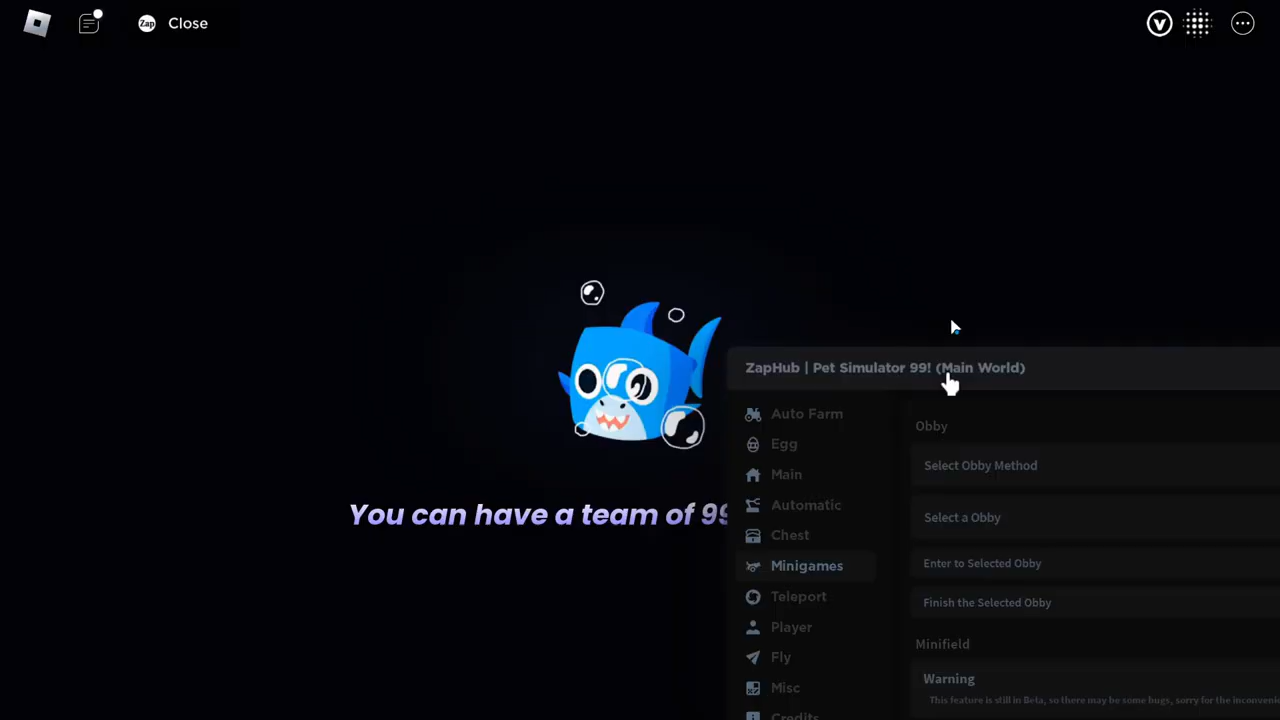 Zap Close
V
You can have a team of 99
ZapHub | Pet Simulator 99! (Main World)
Auto Farm
Egg
Main
Automatic
Chest
Minigames
Teleport
Player
Fly
Misc
Credits
Obby
Select Obby Method
Select a Obby
Enter to Selected Obby
Finish the Selected Obby
Minifield
Warning
This feature is still in Beta, so there may be some bugs, sorry for the